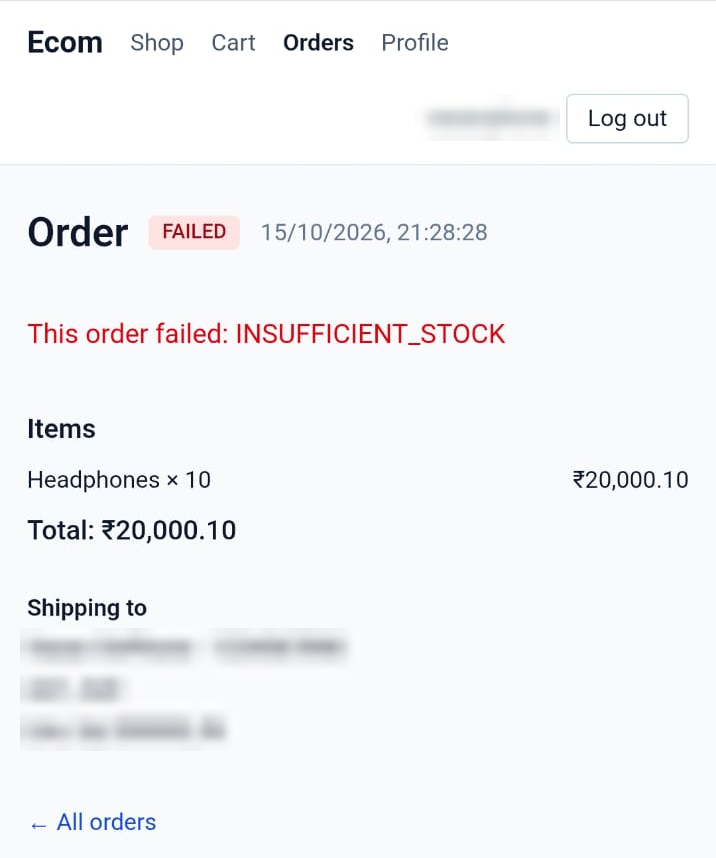 Ecom Shop Cart Orders Profile
Log out
Order FAILED 15/10/2026, 21:28:28
This order failed: INSUFFICIENT_STOCK
Items
Headphones × 10 ₹20,000.10
Total: ₹20,000.10
Shipping to
← All orders